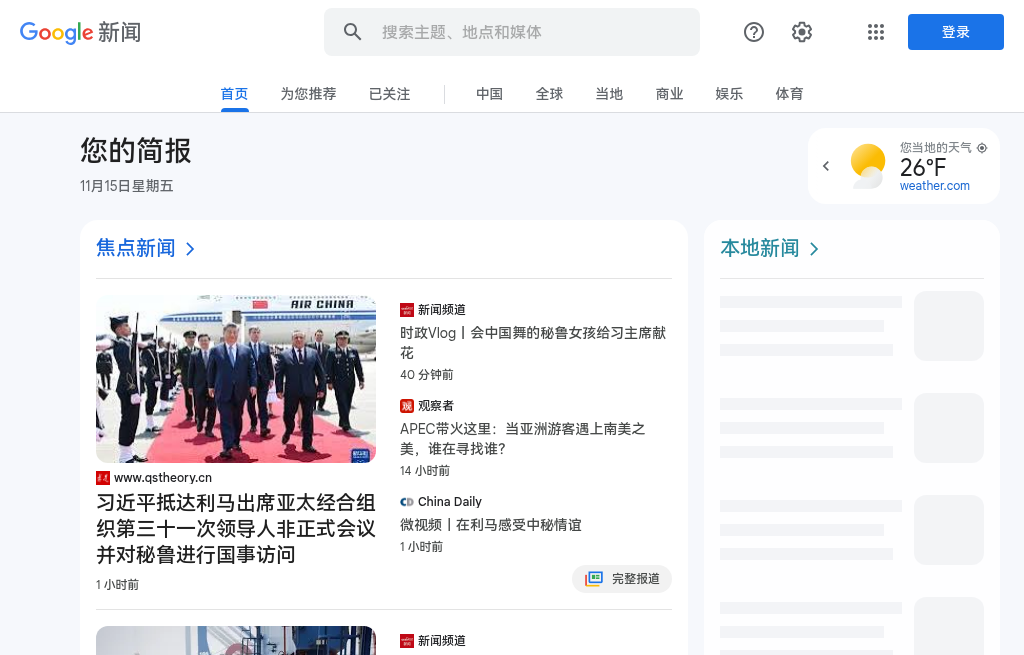 Google 新闻
搜索主题、地点和媒体
登录
首页
为您推荐
已关注
中国
全球
当地
商业
娱乐
体育
您的简报
11月15日星期五
您当地的天气
26°F
weather.com
焦点新闻
AIR CHINA
www.qstheory.cn
习近平抵达利马出席亚太经合组
织第三十一次领导人非正式会议
并对秘鲁进行国事访问
1 小时前
新闻频道
时政Vlog丨会中国舞的秘鲁女孩给习主席献
花
40 分钟前
观
观察者
APEC带火这里：当亚洲游客遇上南美之
美，谁在寻找谁？
14 小时前
CD
China Daily
微视频丨在利马感受中秘情谊
1 小时前
完整报道
新闻频道
本地新闻